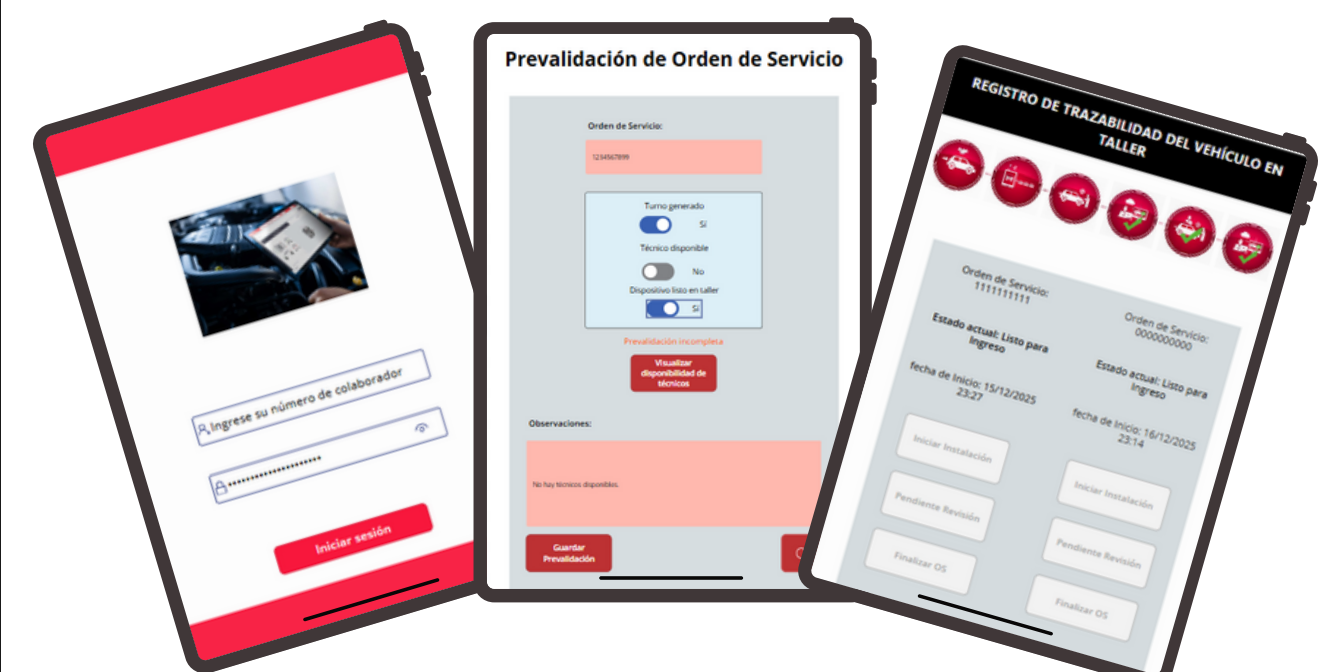 Ingrese su número de colaborador
••••••••••••••••••••
Iniciar sesión
Prevalidación de Orden de Servicio
Orden de Servicio:
1234567899
Turno generado
Sí
Técnico disponible
No
Dispositivo listo en taller
Sí
Prevalidación incompleta
Visualizar
disponibilidad de
técnicos
Observaciones:
No hay técnicos disponibles.
Guardar
Prevalidación
REGISTRO DE TRAZABILIDAD DEL VEHÍCULO EN
TALLER
Orden de Servicio:
1111111111
Estado actual: Listo para
Ingreso
fecha de Inicio: 15/12/2025
23:27
Iniciar Instalación
Pendiente Revisión
Finalizar OS
Orden de Servicio:
0000000000
Estado actual: Listo para
Ingreso
fecha de Inicio: 16/12/2025
23:14
Iniciar Instalación
Pendiente Revisión
Finalizar OS